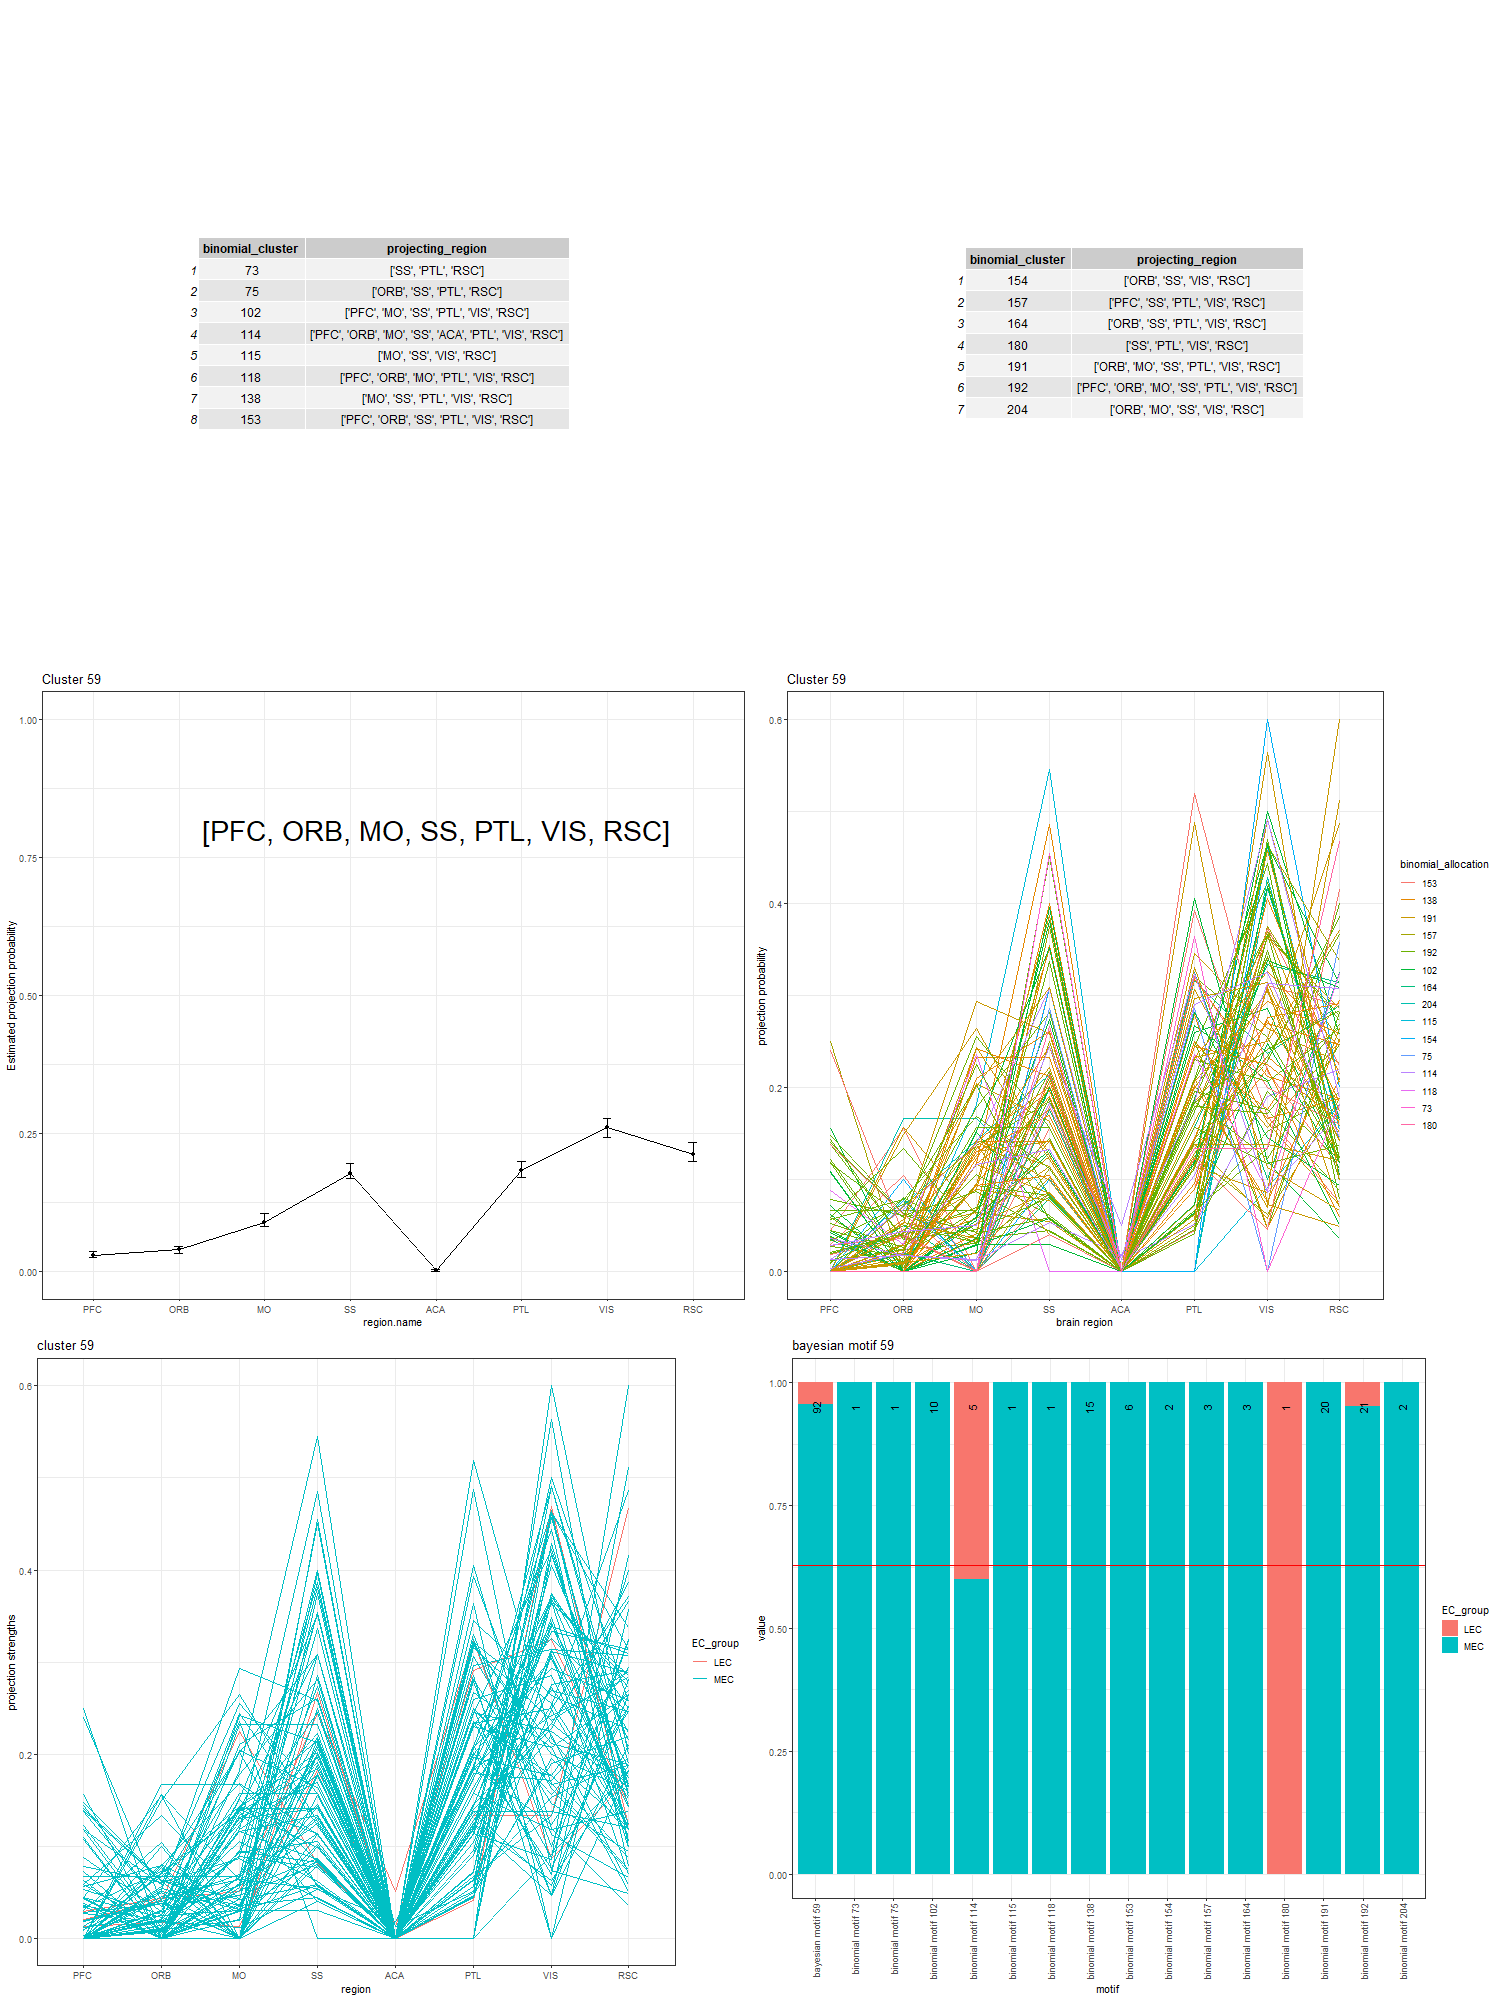 binomial_cluster projecting_region
1 73 ['SS', 'PTL', 'RSC']
2 75 ['ORB', 'SS', 'PTL', 'RSC']
3 102 ['PFC', 'MO', 'SS', 'PTL', 'VIS', 'RSC']
4 114 ['PFC', 'ORB', 'MO', 'SS', 'ACA', 'PTL', 'VIS', 'RSC']
5 115 ['MO', 'SS', 'VIS', 'RSC']
6 118 ['PFC', 'ORB', 'MO', 'PTL', 'VIS', 'RSC']
7 138 ['MO', 'SS', 'PTL', 'VIS', 'RSC']
8 153 ['PFC', 'ORB', 'SS', 'PTL', 'VIS', 'RSC']
binomial_cluster projecting_region
1 154 ['ORB', 'SS', 'VIS', 'RSC']
2 157 ['PFC', 'SS', 'PTL', 'VIS', 'RSC']
3 164 ['ORB', 'SS', 'PTL', 'VIS', 'RSC']
4 180 ['SS', 'PTL', 'VIS', 'RSC']
5 191 ['ORB', 'MO', 'SS', 'PTL', 'VIS', 'RSC']
6 192 ['PFC', 'ORB', 'MO', 'SS', 'PTL', 'VIS', 'RSC']
7 204 ['ORB', 'MO', 'SS', 'VIS', 'RSC']
Cluster 59
Estimated projection probability
1.00
0.75
0.50
0.25
0.00
[PFC, ORB, MO, SS, PTL, VIS, RSC]
PFC ORB MO SS ACA PTL VIS RSC
region.name
Cluster 59
projection probability
0.6
0.4
0.2
0.0
PFC ORB MO SS ACA PTL VIS RSC
brain region
binomial_allocation
153
138
191
157
192
102
164
204
115
154
75
114
118
73
180
cluster 59
projection strengths
0.6
0.4
0.2
0.0
PFC ORB MO SS ACA PTL VIS RSC
region
EC_group
LEC
MEC
bayesian motif 59
value
1.00
0.75
0.50
0.25
0.00
92 1 1 10 5 1 1 15 6 2 3 3 1 20 21 2
bayesian motif 59
binomial motif 73
binomial motif 75
binomial motif 102
binomial motif 114
binomial motif 115
binomial motif 118
binomial motif 138
binomial motif 153
binomial motif 154
binomial motif 157
binomial motif 164
binomial motif 180
binomial motif 191
binomial motif 192
binomial motif 204
motif
EC_group
LEC
MEC